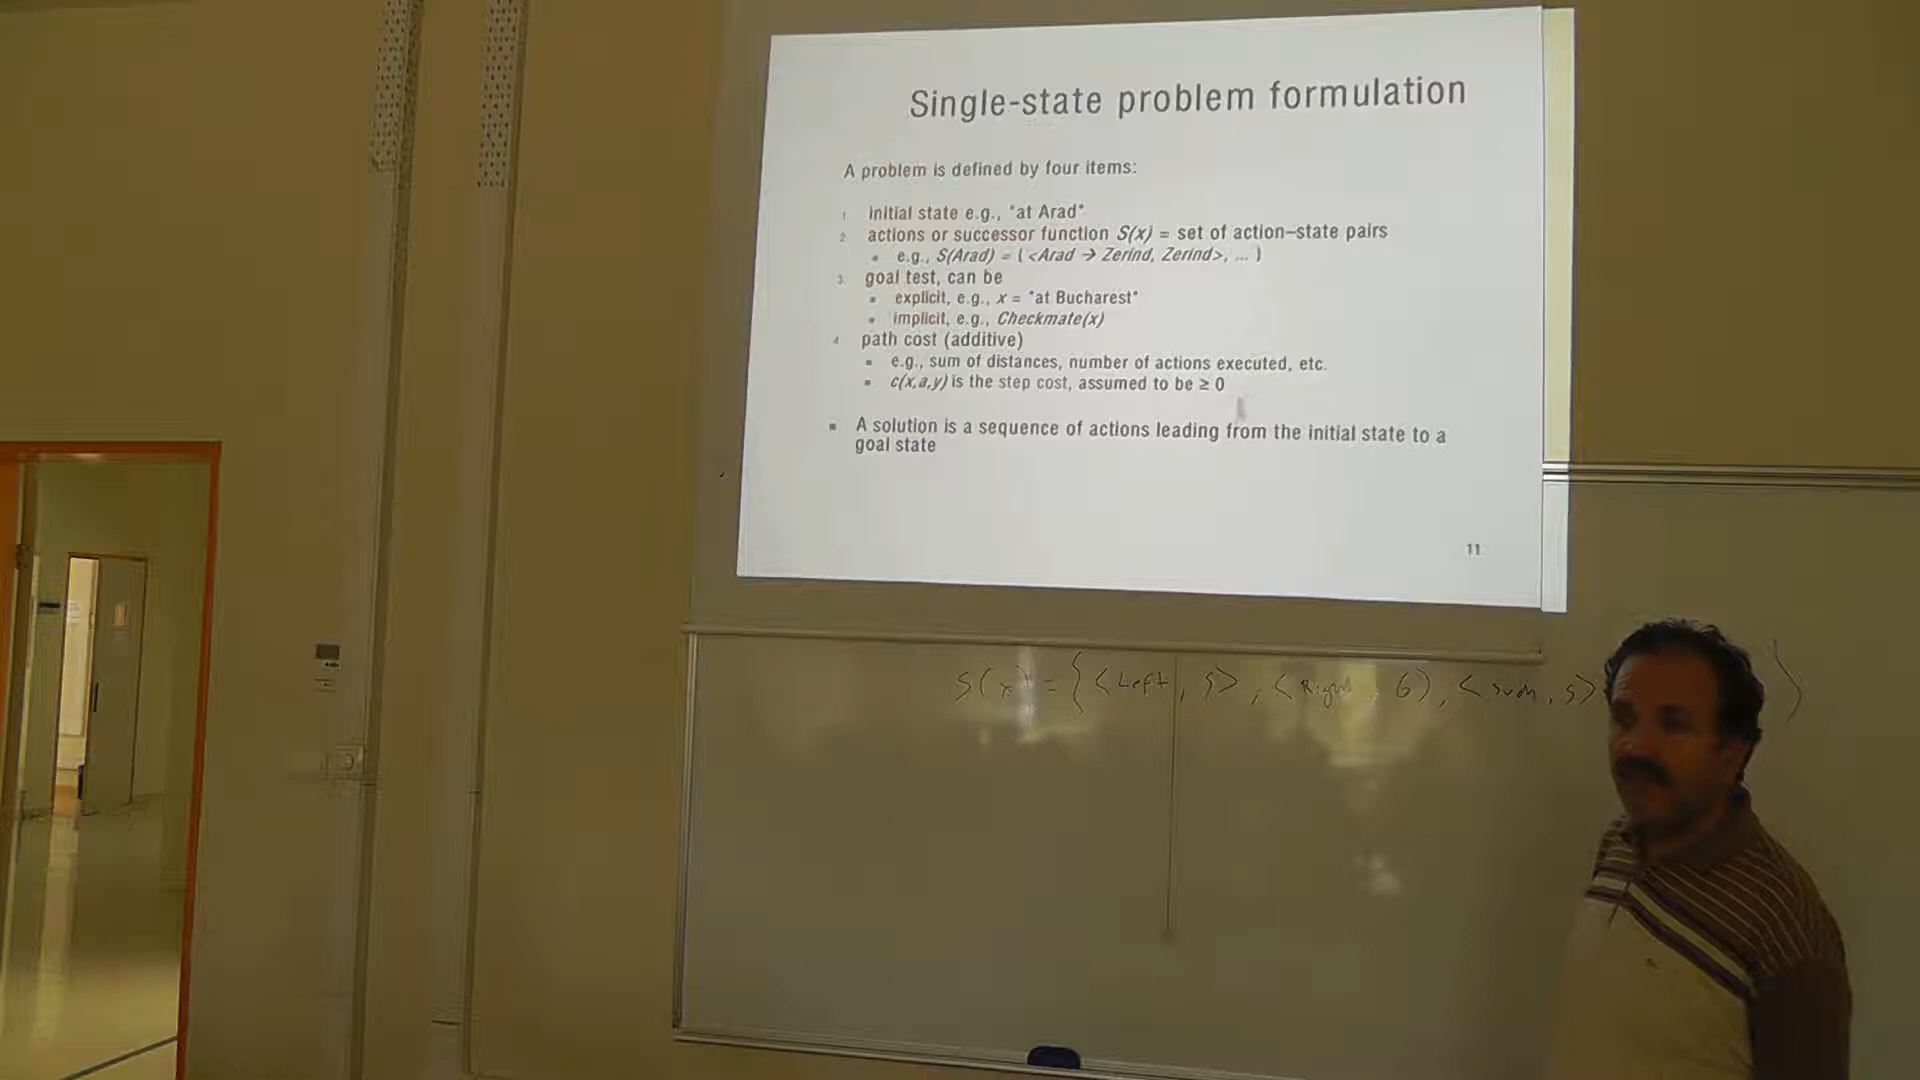 Single-state problem formulation
A problem is defined by four items:
1 initial state e.g., "at Arad"
2 actions or successor function S(x) = set of action–state pairs
▪ e.g., S(Arad) = {<Arad → Zerind, Zerind>, … }
3 goal test, can be
▪ explicit, e.g., x = "at Bucharest"
▪ implicit, e.g., Checkmate(x)
4 path cost (additive)
▪ e.g., sum of distances, number of actions executed, etc.
▪ c(x,a,y) is the step cost, assumed to be ≥ 0
▪ A solution is a sequence of actions leading from the initial state to a
goal state
11
S(x) = {<Left, 5>, <Right, 6), < , 5>